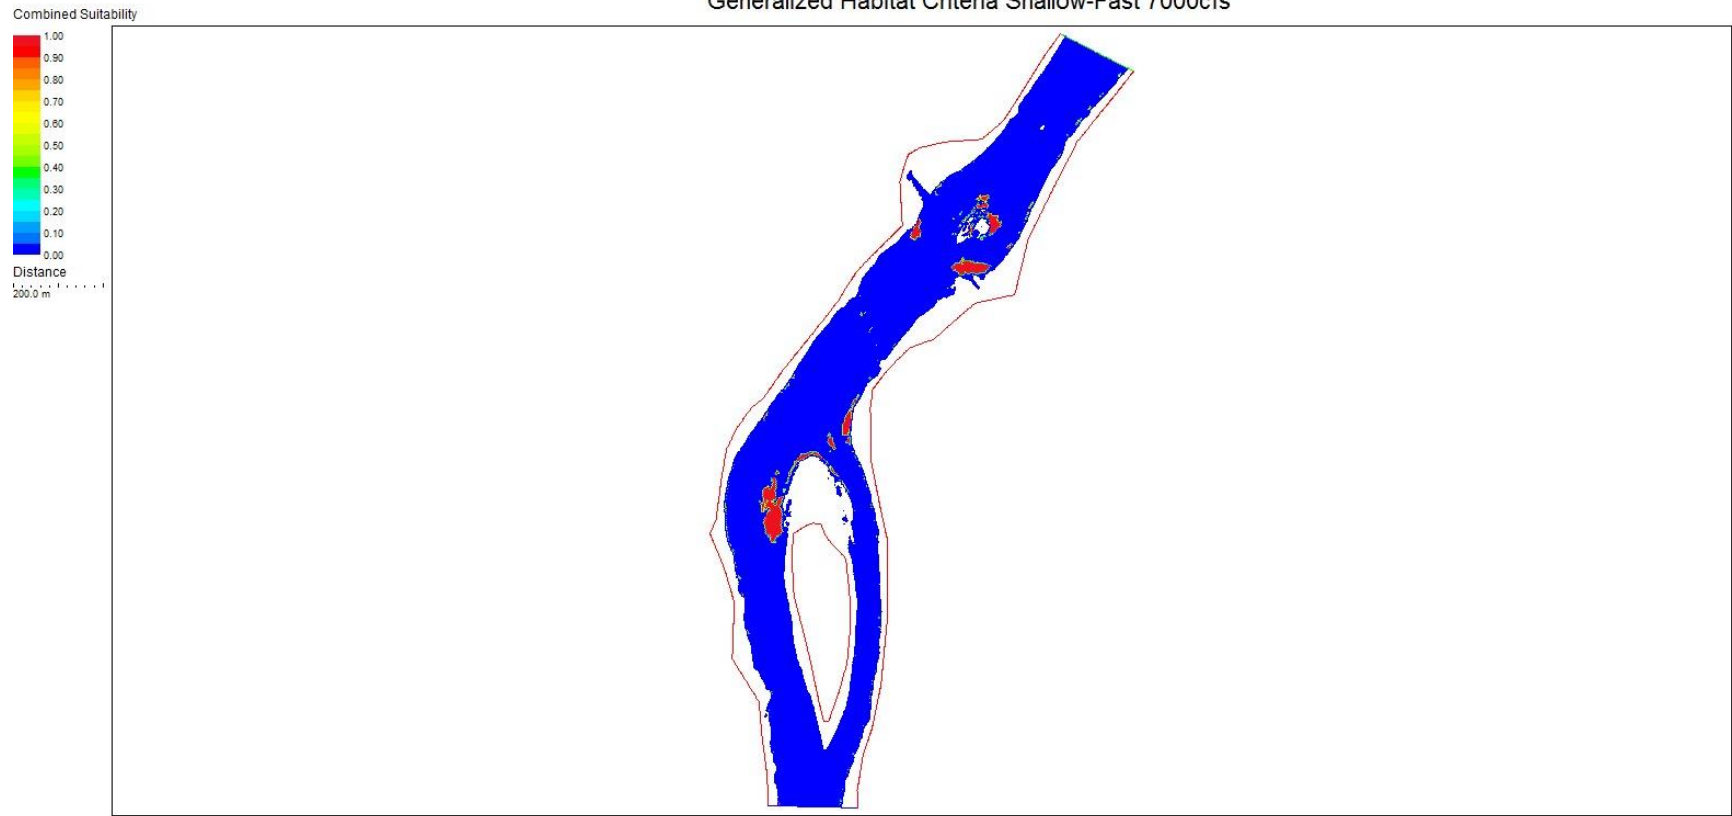 Generalized Habitat Criteria Shallow-Fast 7000cfs
Combined Suitability
1.00
0.90
0.80
0.70
0.60
0.50
0.40
0.30
0.20
0.10
0.00
Distance
200.0 m